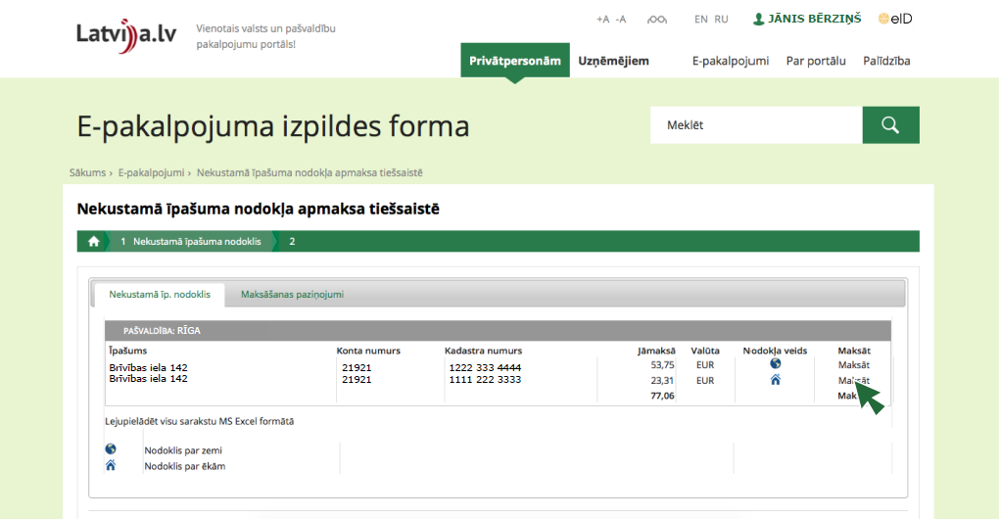 Latvija.lv
Vienotais valsts un pašvaldību
pakalpojumu portāls!
+A -A EN RU JĀNIS BĒRZIŅŠ eID
Privātpersonām Uzņēmējiem E-pakalpojumi Par portālu Palīdzība
E-pakalpojuma izpildes forma
Meklēt
Sākums › E-pakalpojumi › Nekustamā īpašuma nodokļa apmaksa tiešsaistē
Nekustamā īpašuma nodokļa apmaksa tiešsaistē
1 Nekustamā īpašuma nodoklis 2
Nekustamā īp. nodoklis Maksāšanas paziņojumi
PAŠVALDĪBA: RĪGA
Īpašums Konta numurs Kadastra numurs Jāmaksā Valūta Nodokļa veids Maksāt
Brīvības iela 142 21921 1222 333 4444 53,75 EUR Maksāt
Brīvības iela 142 21921 1111 222 3333 23,31 EUR Maksāt
77,06
Lejupielādēt visu sarakstu MS Excel formātā
Nodoklis par zemi
Nodoklis par ēkām